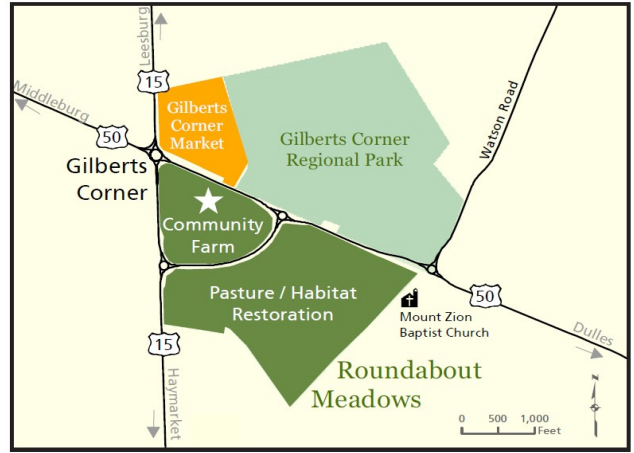 Leesburg
15
Middleburg
50
Gilberts
Corner
Gilberts
Corner
Market
Gilberts Corner
Regional Park
Watson Road
Community
Farm
Pasture / Habitat
Restoration
50
Mount Zion
Baptist Church
Dulles
15
Haymarket
Roundabout
Meadows
N
0 500 1,000
Feet